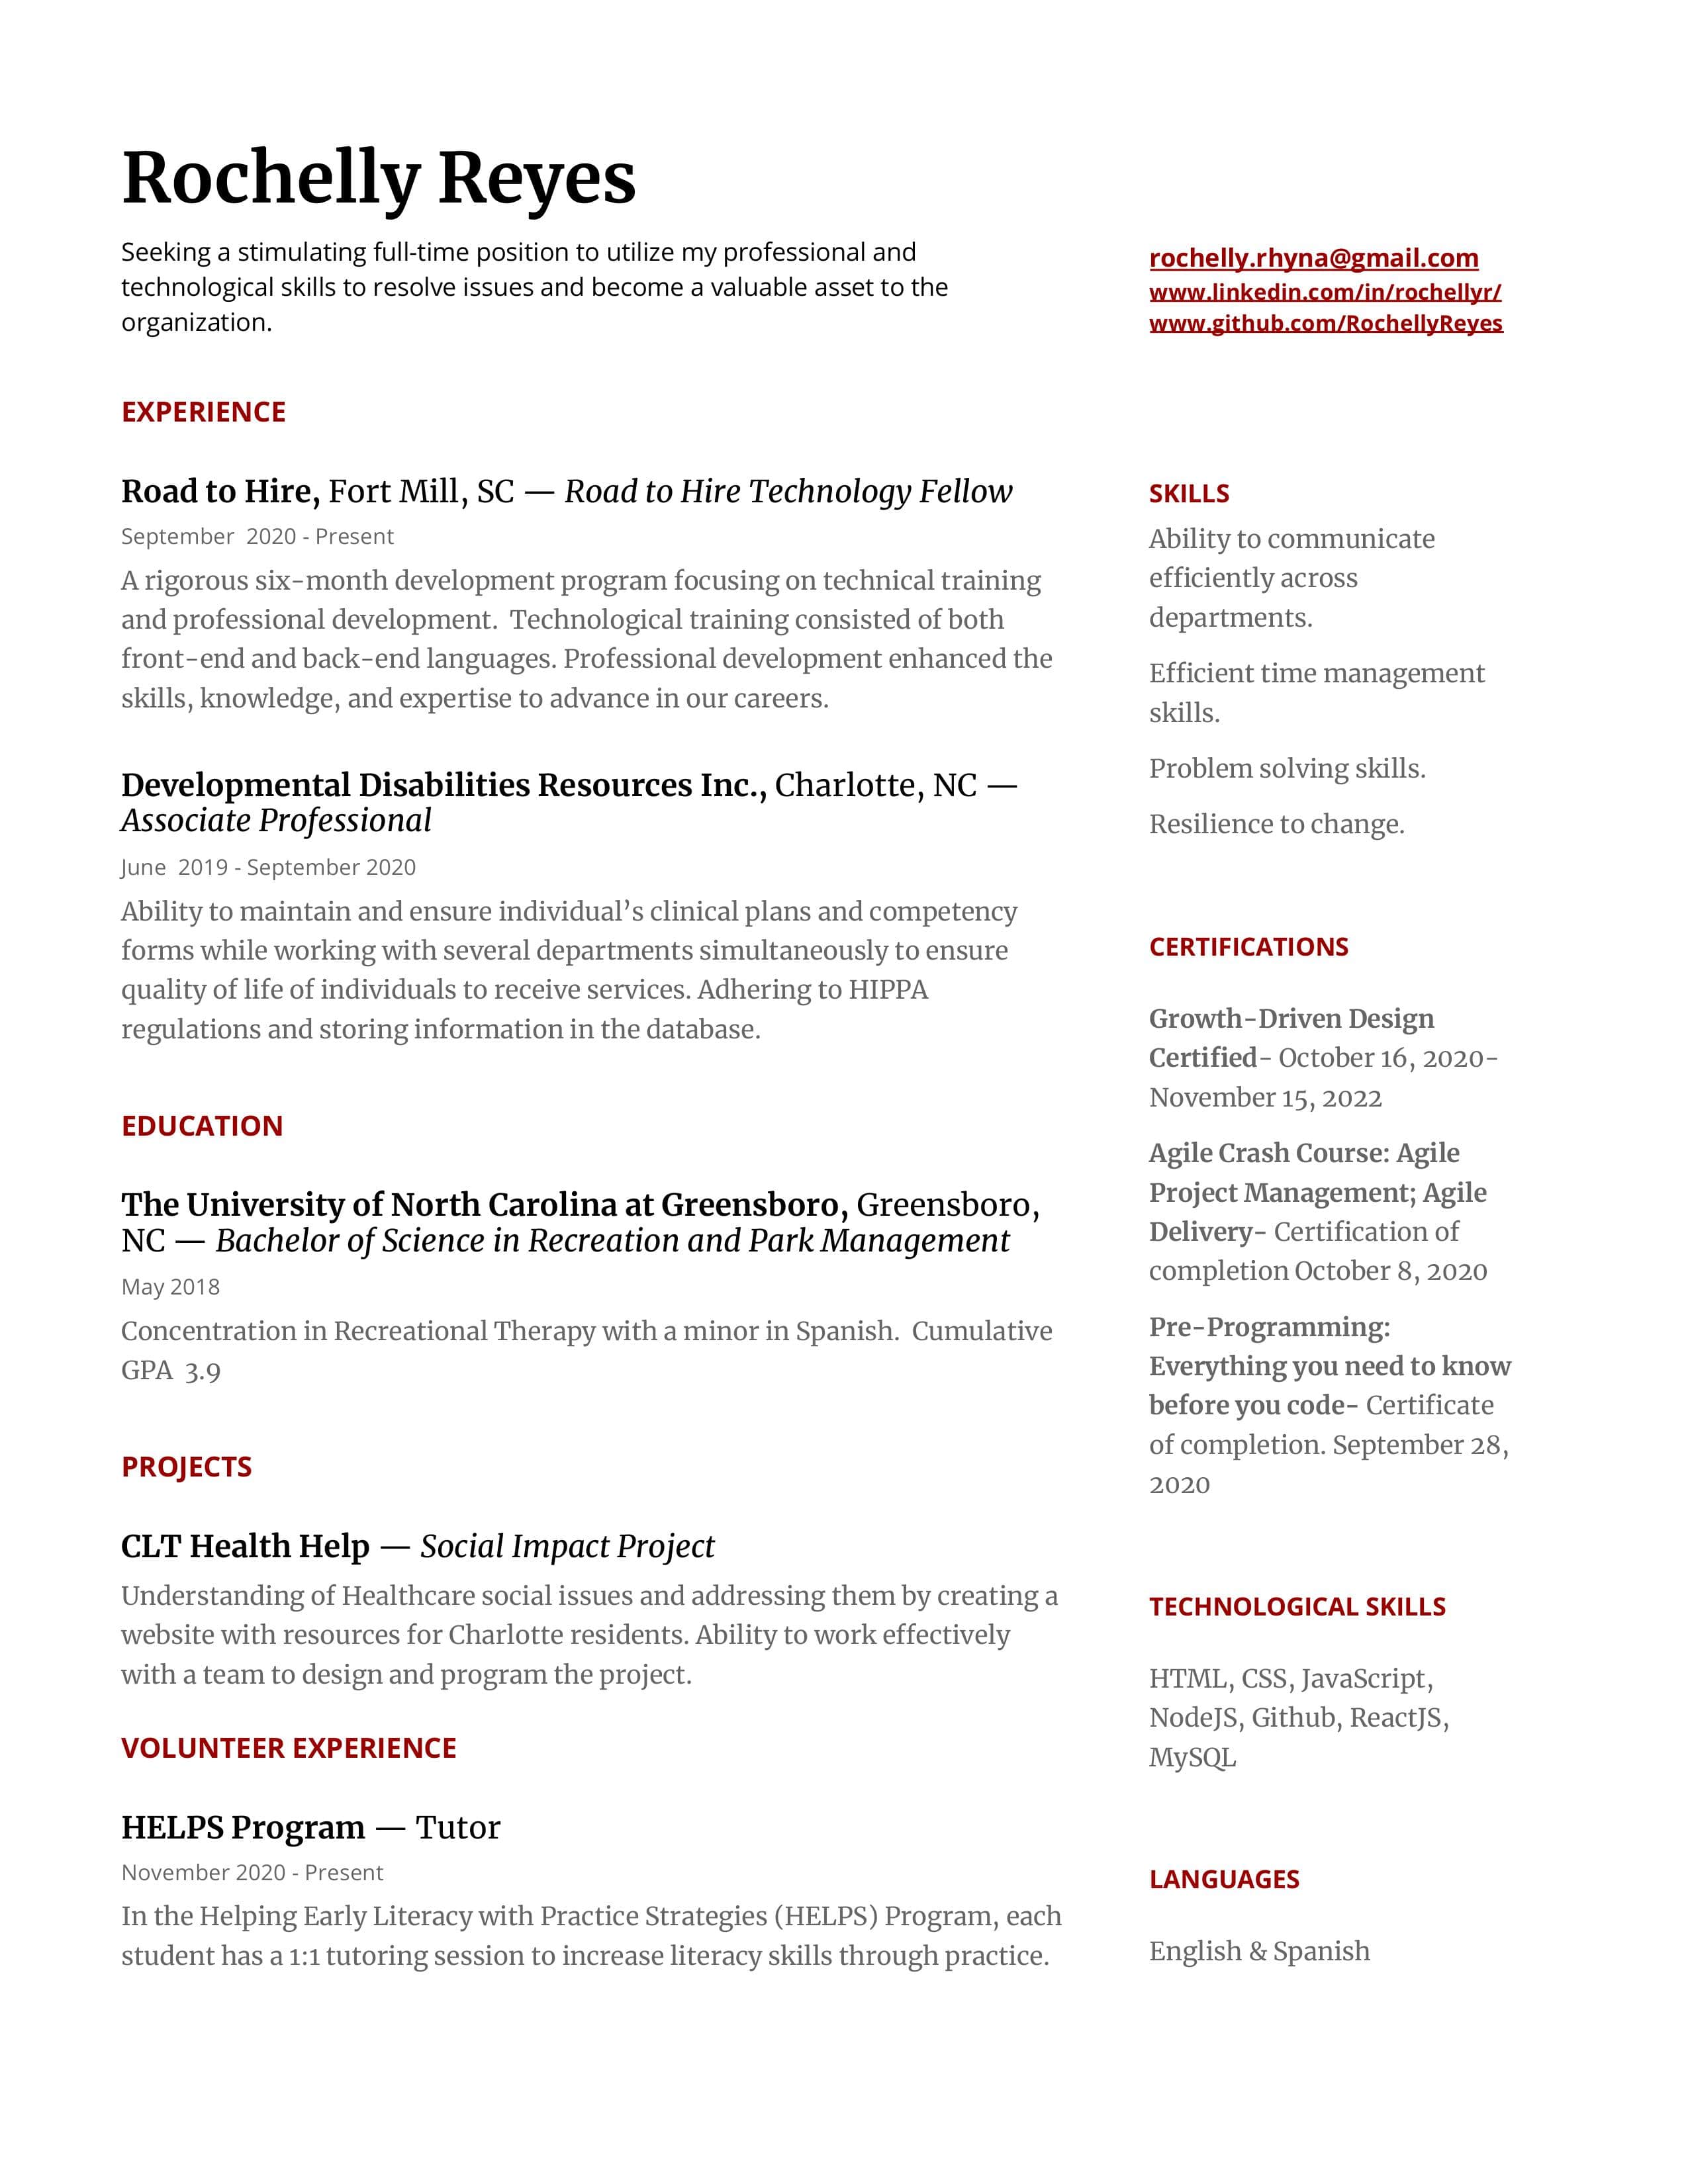 Rochelly Reyes
Seeking a stimulating full-time position to utilize my professional and
technological skills to resolve issues and become a valuable asset to the
organization.
rochelly.rhyna@gmail.com
www.linkedin.com/in/rochellyr/
www.github.com/RochellyReyes
EXPERIENCE
Road to Hire, Fort Mill, SC — Road to Hire Technology Fellow
September  2020 - Present
A rigorous six-month development program focusing on technical training
and professional development.  Technological training consisted of both
front-end and back-end languages. Professional development enhanced the
skills, knowledge, and expertise to advance in our careers.
Developmental Disabilities Resources Inc., Charlotte, NC —
Associate Professional
June  2019 - September 2020
Ability to maintain and ensure individual’s clinical plans and competency
forms while working with several departments simultaneously to ensure
quality of life of individuals to receive services. Adhering to HIPPA
regulations and storing information in the database.
EDUCATION
The University of North Carolina at Greensboro, Greensboro,
NC — Bachelor of Science in Recreation and Park Management
May 2018
Concentration in Recreational Therapy with a minor in Spanish.  Cumulative
GPA  3.9
PROJECTS
CLT Health Help — Social Impact Project
Understanding of Healthcare social issues and addressing them by creating a
website with resources for Charlotte residents. Ability to work effectively
with a team to design and program the project.
VOLUNTEER EXPERIENCE
HELPS Program — Tutor
November 2020 - Present
In the Helping Early Literacy with Practice Strategies (HELPS) Program, each
student has a 1:1 tutoring session to increase literacy skills through practice.
SKILLS
Ability to communicate
efficiently across
departments.
Efficient time management
skills.
Problem solving skills.
Resilience to change.
CERTIFICATIONS
Growth-Driven Design
Certified- October 16, 2020-
November 15, 2022
Agile Crash Course: Agile
Project Management; Agile
Delivery- Certification of
completion October 8, 2020
Pre-Programming:
Everything you need to know
before you code- Certificate
of completion. September 28,
2020
TECHNOLOGICAL SKILLS
HTML, CSS, JavaScript,
NodeJS, Github, ReactJS,
MySQL
LANGUAGES
English & Spanish